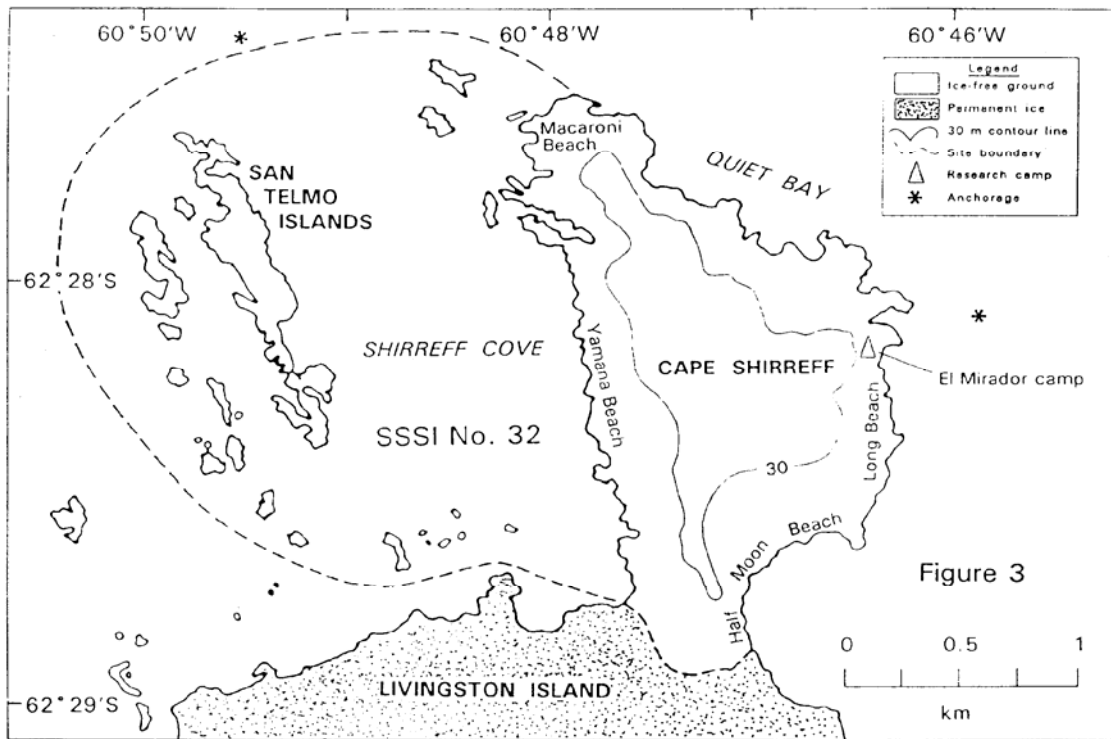 60°50'W
60°48'W
60°46'W
Legend
Ice-free ground
Permanent ice
30 m contour line
Site boundary
Research camp
Anchorage
Macaroni
Beach
QUIET BAY
SAN
TELMO
ISLANDS
62°28'S
SHIRREFF COVE
Yamana Beach
CAPE SHIRREFF
El Mirador camp
Long Beach
SSSI No. 32
30
Half Moon Beach
Figure 3
0 0.5 1
km
LIVINGSTON ISLAND
62°29'S